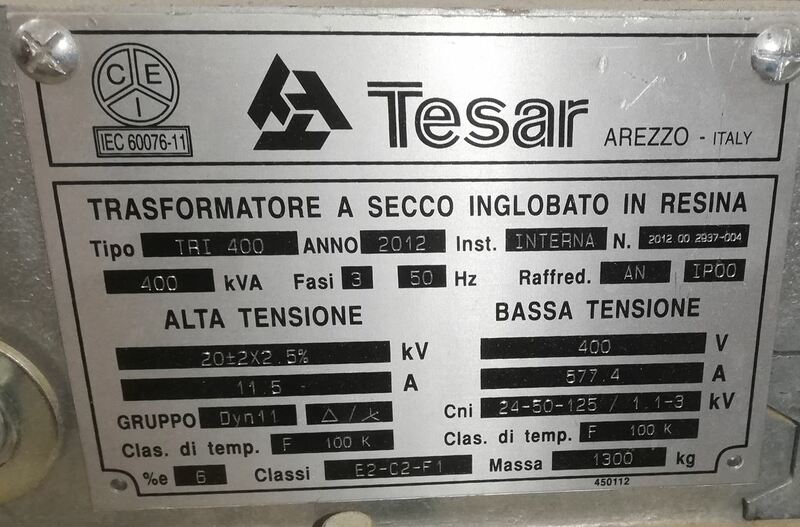 C E I
IEC 60076-11
Tesar AREZZO - ITALY
TRASFORMATORE A SECCO INGLOBATO IN RESINA
Tipo TRI 400 ANNO 2012 Inst. INTERNA N. 2012.00 2937-004
400 kVA Fasi 3 50 Hz Raffred. AN IP00
ALTA TENSIONE BASSA TENSIONE
20±2X2.5% kV 400 V
11.5 - A 577.4 A
GRUPPO Dyn11 △/⅄ Cni 24-50-125 / 1.1-3 kV
Clas. di temp. F 100 K Clas. di temp. F 100 K
%e 6 Classi E2-C2-F1 Massa 1300 kg
450112